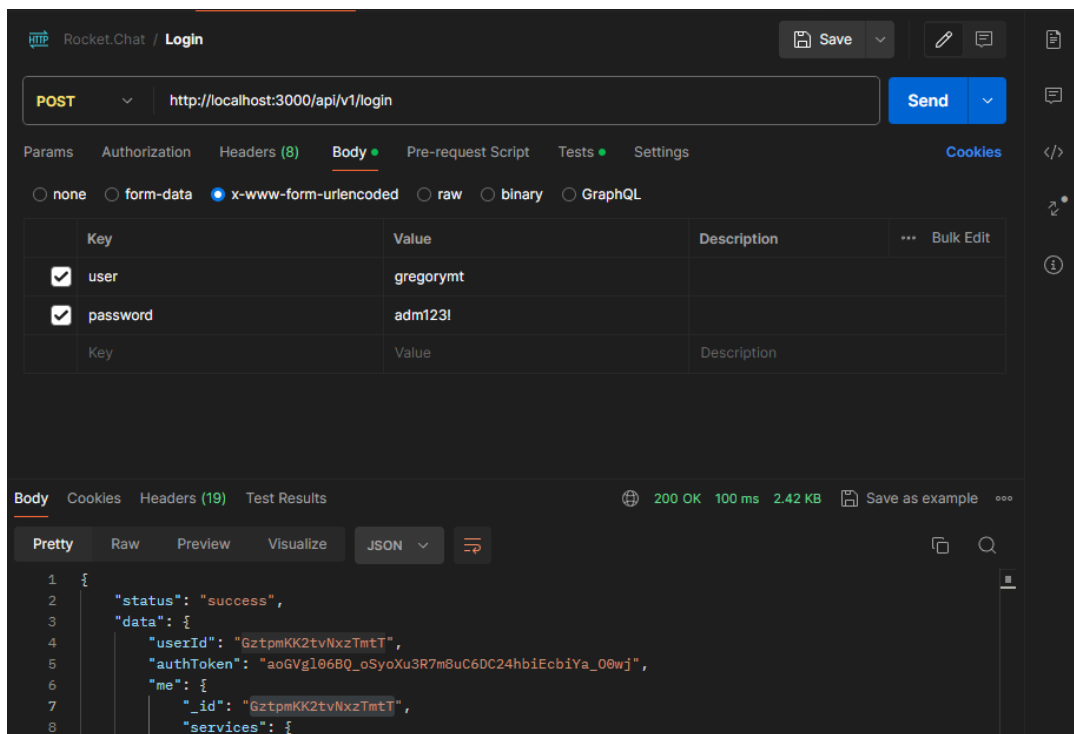 HTTP Rocket.Chat / Login Save
POST http://localhost:3000/api/v1/login Send
Params Authorization Headers (8) Body Pre-request Script Tests Settings Cookies
none form-data x-www-form-urlencoded raw binary GraphQL
Key Value Description ••• Bulk Edit
user gregorymt
password adm123!
Key Value Description
Body Cookies Headers (19) Test Results 200 OK 100 ms 2.42 KB Save as example
Pretty Raw Preview Visualize JSON
1 {
2 "status": "success",
3 "data": {
4 "userId": "GztpmKK2tvNxzTmtT",
5 "authToken": "aoGVgl06BQ_oSyoXu3R7m8uC6DC24hbiEcbiYa_O0wj",
6 "me": {
7 "_id": "GztpmKK2tvNxzTmtT",
8 "services": {